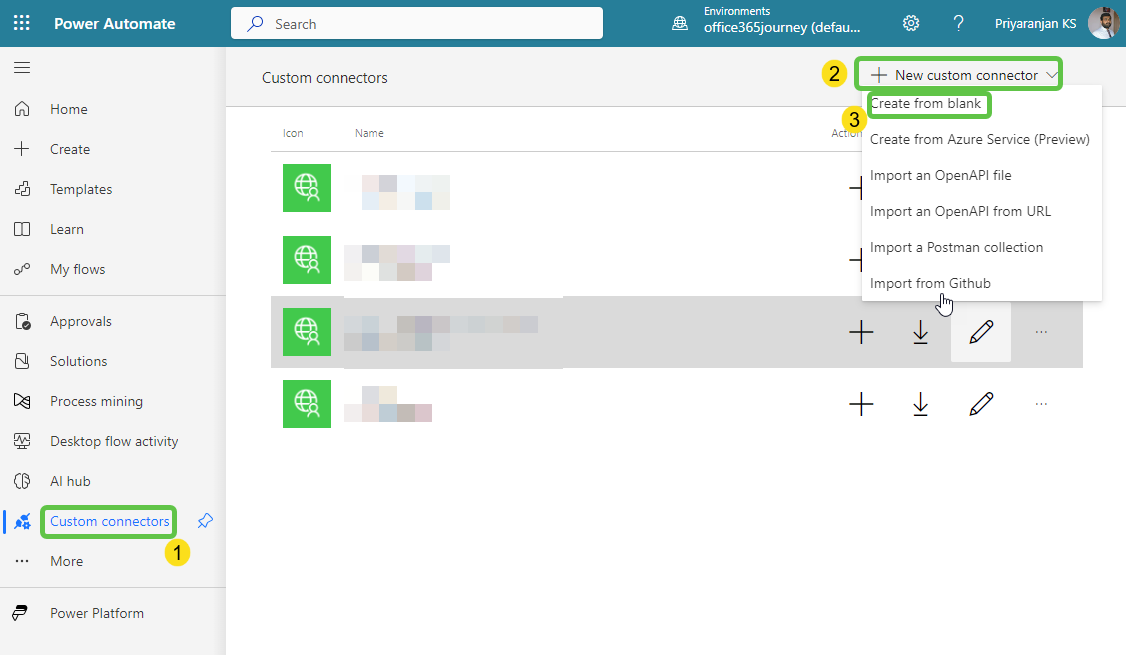 Power Automate
Search
Environments
office365journey (defau...
?
Priyaranjan KS
Home
Create
Templates
Learn
My flows
Approvals
Solutions
Process mining
Desktop flow activity
AI hub
Custom connectors
1
More
Power Platform
Custom connectors
2
New custom connector
3
Create from blank
Create from Azure Service (Preview)
Import an OpenAPI file
Import an OpenAPI from URL
Import a Postman collection
Import from Github
Icon
Name